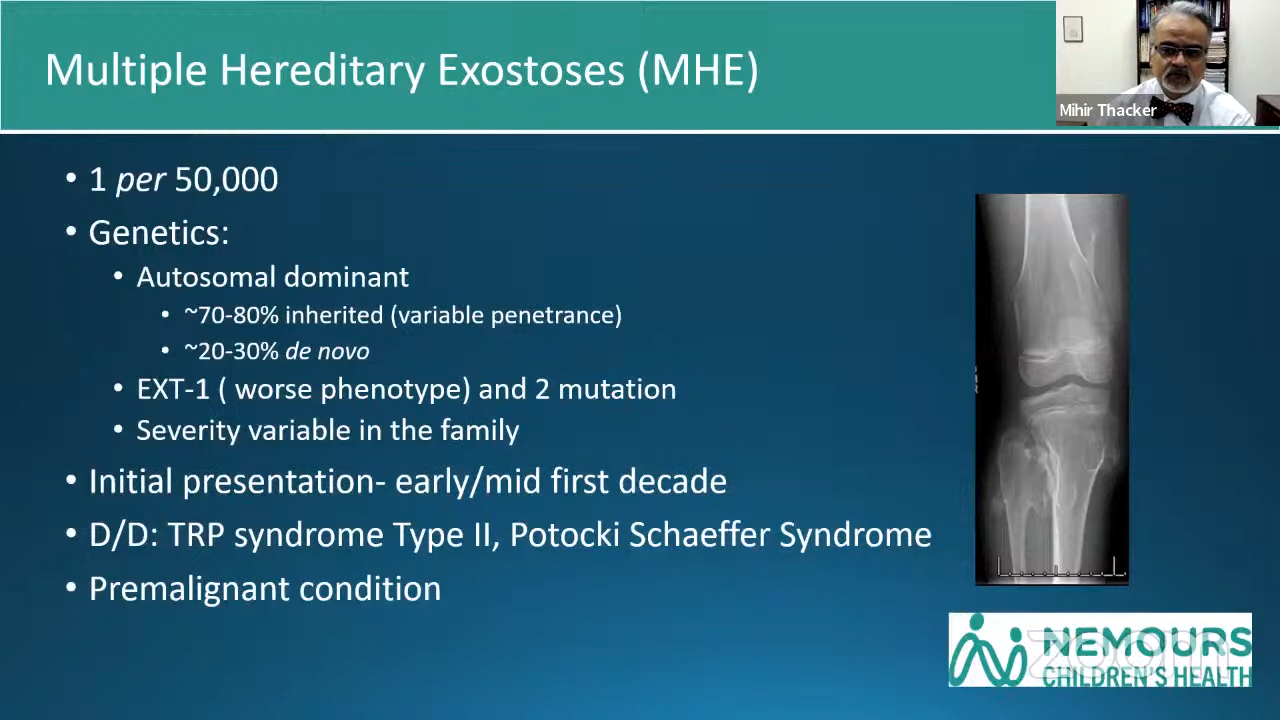 Multiple Hereditary Exostoses (MHE)
Mihir Thacker
• 1 per 50,000
• Genetics:
• Autosomal dominant
• ~70-80% inherited (variable penetrance)
• ~20-30% de novo
• EXT-1 ( worse phenotype) and 2 mutation
• Severity variable in the family
• Initial presentation- early/mid first decade
• D/D: TRP syndrome Type II, Potocki Schaeffer Syndrome
• Premalignant condition
NEMOURS
CHILDREN'S HEALTH
zoom